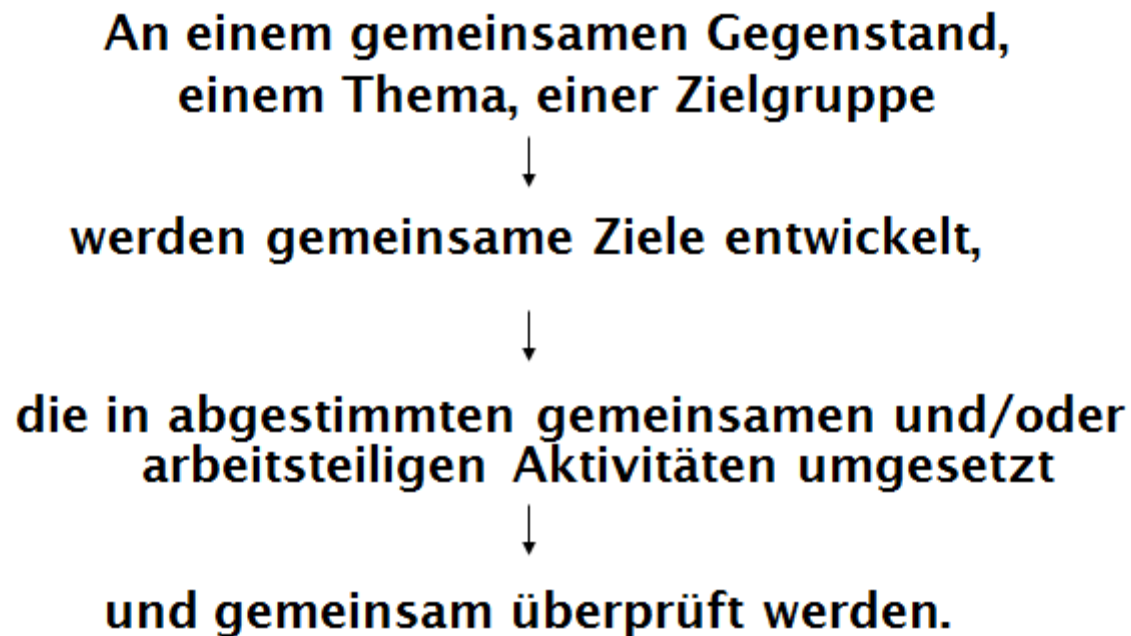 An einem gemeinsamen Gegenstand,
einem Thema, einer Zielgruppe
werden gemeinsame Ziele entwickelt,
die in abgestimmten gemeinsamen und/oder
arbeitsteiligen Aktivitäten umgesetzt
und gemeinsam überprüft werden.